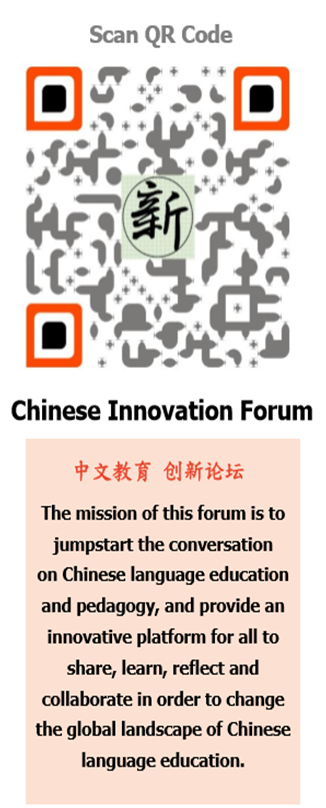 Scan QR Code
新
Chinese Innovation Forum
中文教育 创新论坛
The mission of this forum is to
jumpstart the conversation
on Chinese language education
and pedagogy, and provide an
innovative platform for all to
share, learn, reflect and
collaborate in order to change
the global landscape of Chinese
language education.